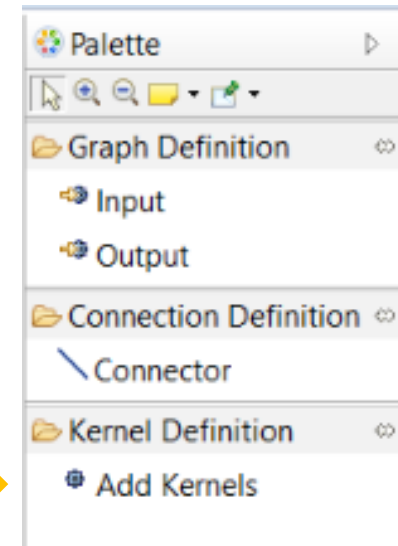 Palette
Graph Definition
Input
Output
Connection Definition
Connector
Kernel Definition
Add Kernels